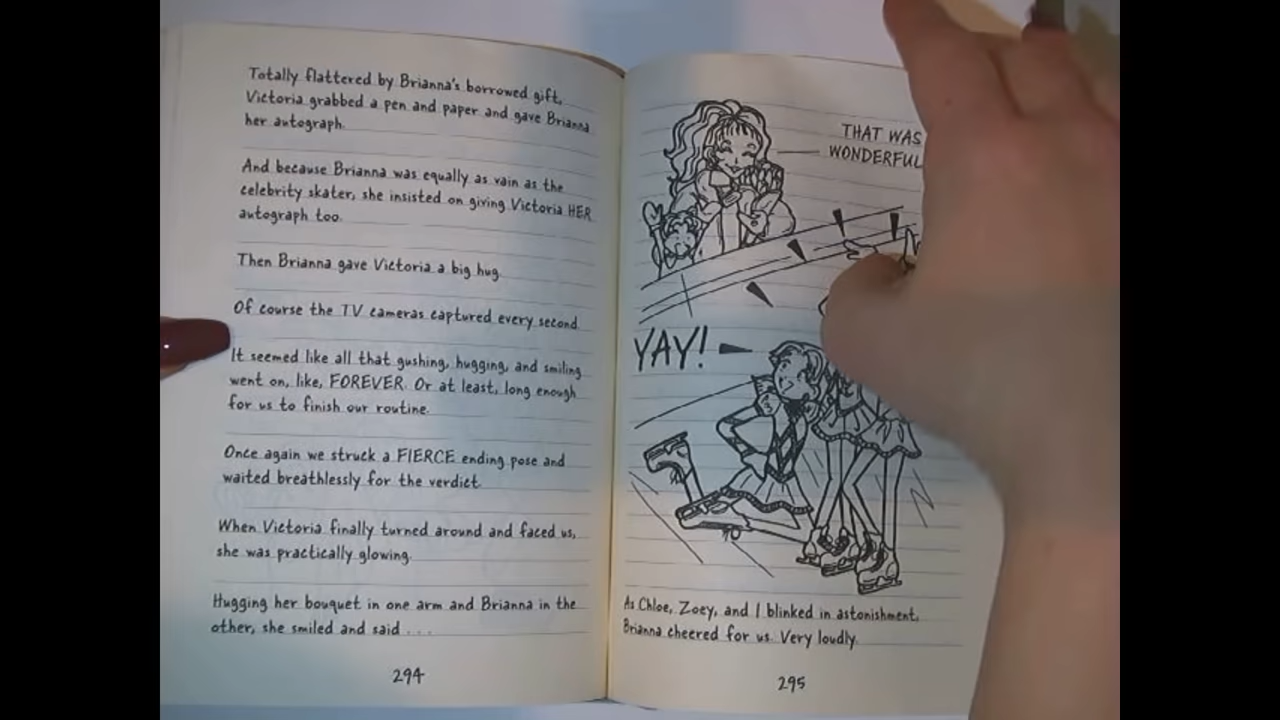 Totally flattered by Brianna's borrowed gift,
Victoria grabbed a pen and paper and gave Brianna
her autograph.
And because Brianna was equally as vain as the
celebrity skater, she insisted on giving Victoria HER
autograph too.
Then Brianna gave Victoria a big hug.
Of course the TV cameras captured every second.
It seemed like all that gushing, hugging, and smiling
went on, like, FOREVER. Or at least, long enough
for us to finish our routine.
Once again we struck a FIERCE ending pose and
waited breathlessly for the verdict.
When Victoria finally turned around and faced us,
she was practically glowing.
Hugging her bouquet in one arm and Brianna in the
other, she smiled and said . . .
294
THAT WAS
WONDERFUL
YAY!
As Chloe, Zoey, and I blinked in astonishment,
Brianna cheered for us. Very loudly.
295